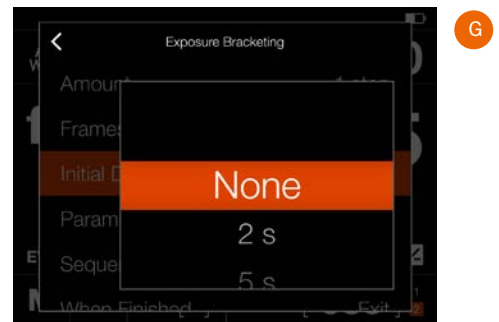 Exposure Bracketing
G
Amount
Frames
None
Initial D
Param
2 s
Seque
5 s
When Finished
Exit